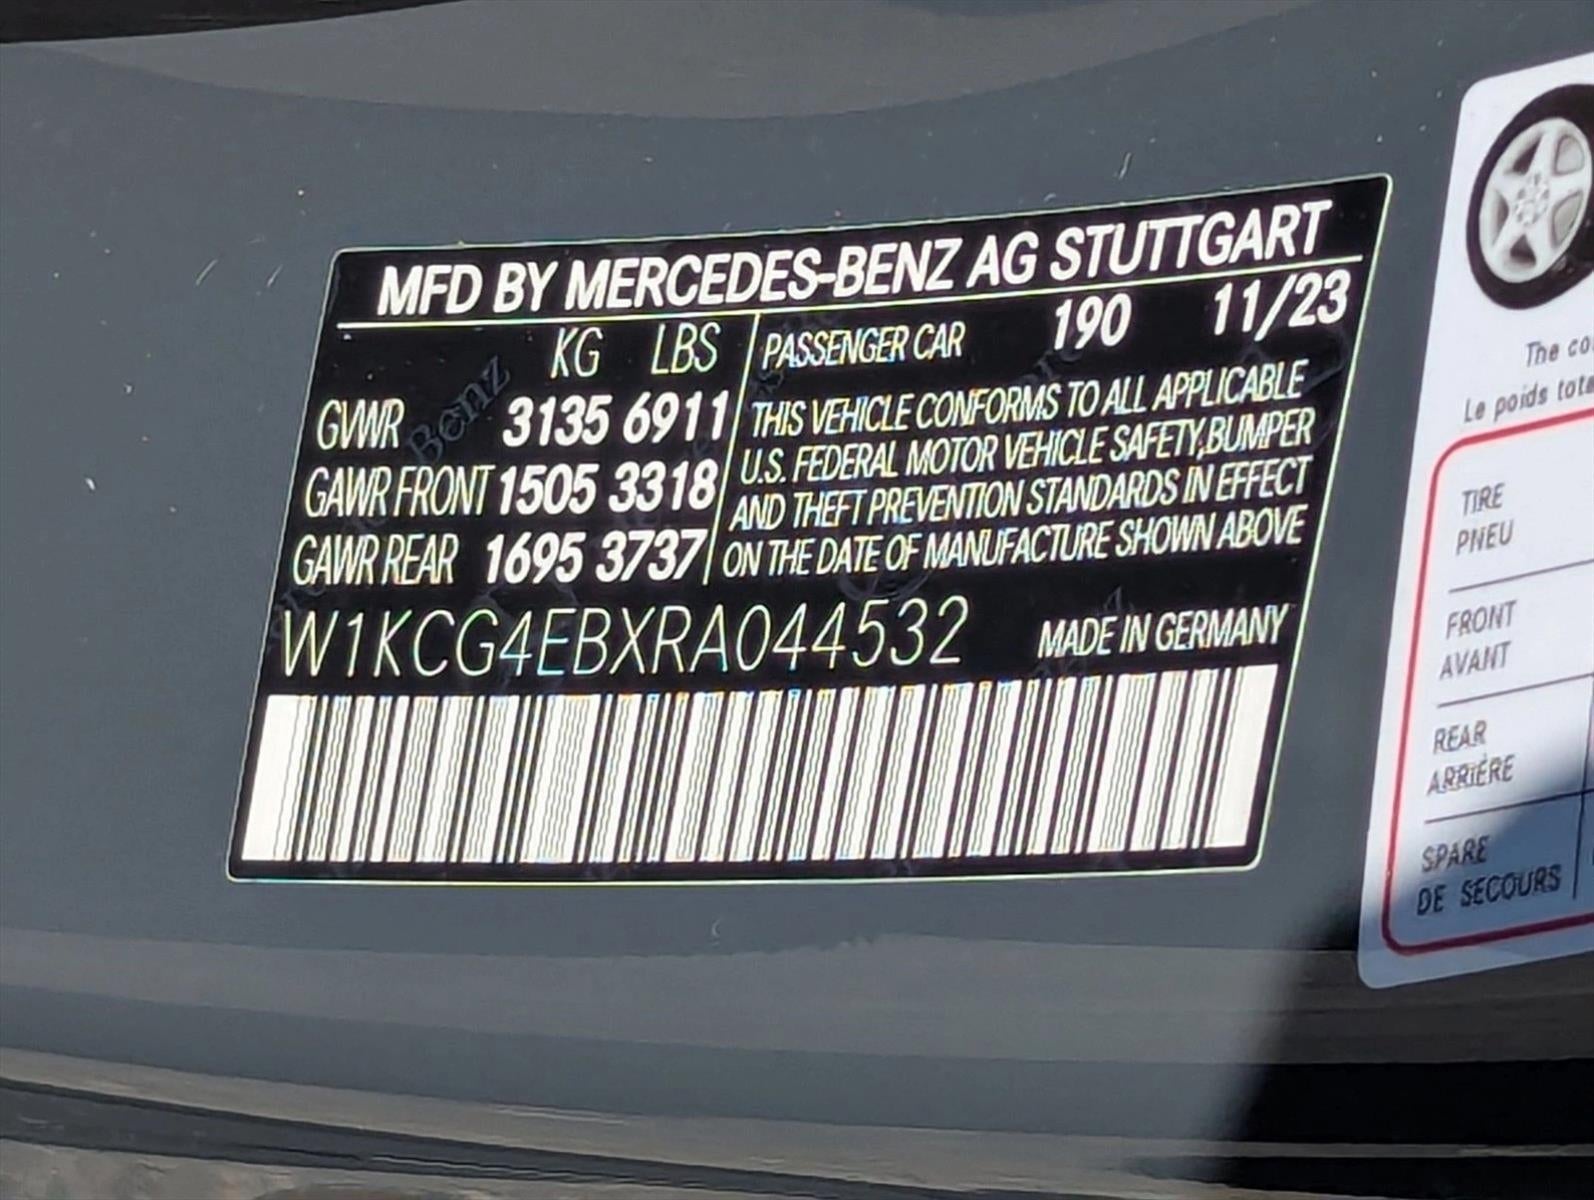 MFD BY MERCEDES-BENZ AG STUTTGART
KG LBS
GVWR 3135 6911
GAWR FRONT 1505 3318
GAWR REAR 1695 3737
PASSENGER CAR 190 11/23
THIS VEHICLE CONFORMS TO ALL APPLICABLE
U.S. FEDERAL MOTOR VEHICLE SAFETY,BUMPER
AND THEFT PREVENTION STANDARDS IN EFFECT
ON THE DATE OF MANUFACTURE SHOWN ABOVE
W1KCG4EBXRA044532 MADE IN GERMANY
Benz
The
Le poids
TIRE
PNEU
FRONT
AVANT
REAR
ARRIÈRE
SPARE
DE SECOURS